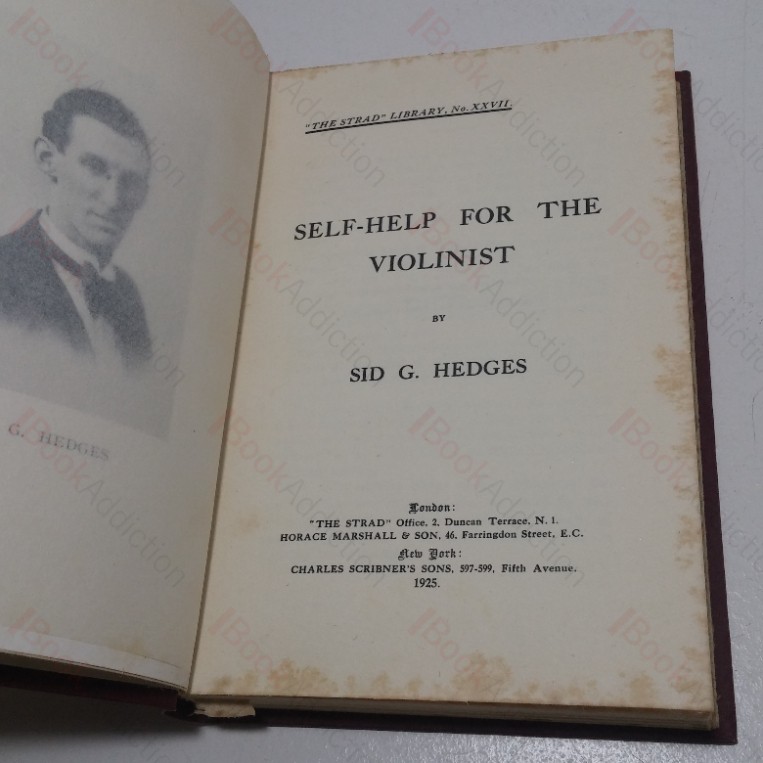 G. HEDGES
"THE STRAD" LIBRARY, No. XXVII.
SELF-HELP FOR THE
VIOLINIST
BY
SID G. HEDGES
London:
"THE STRAD" Office, 2, Duncan Terrace, N. 1.
HORACE MARSHALL & SON, 46, Farringdon Street, E.C.
New York:
CHARLES SCRIBNER'S SONS, 597-599, Fifth Avenue.
1925.
BookAddiction